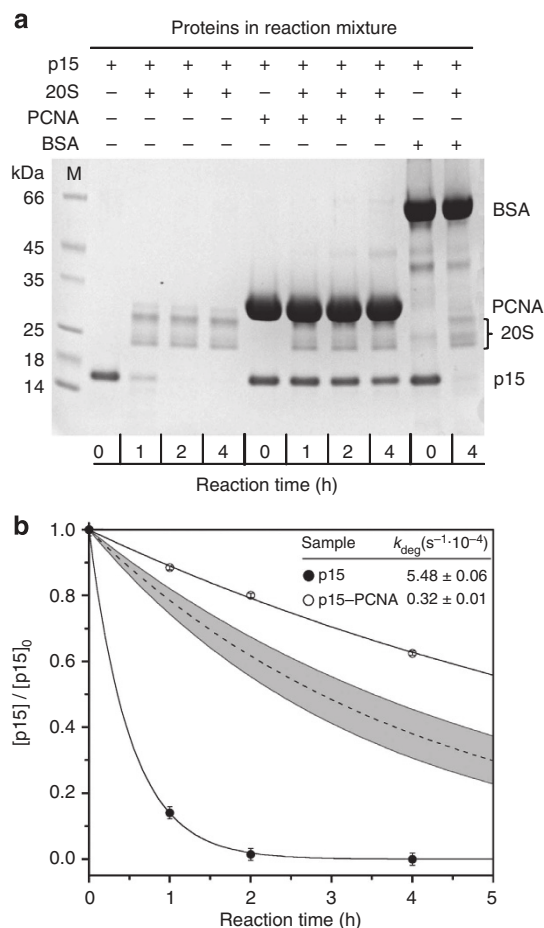 a
Proteins in reaction mixture
p15 + + + + + + + + + +
20S – + + + – + + + – +
PCNA – – – – + + + + – –
BSA – – – – – – – – + +
kDa M
66
45
35
25
18
14
BSA
PCNA
20S
p15
0 1 2 4 0 1 2 4 0 4
Reaction time (h)
b
Sample k_deg(s⁻¹·10⁻⁴)
p15 5.48 ± 0.06
p15–PCNA 0.32 ± 0.01
[p15] / [p15]₀
1.0
0.8
0.6
0.4
0.2
0.0
0 1 2 3 4 5
Reaction time (h)